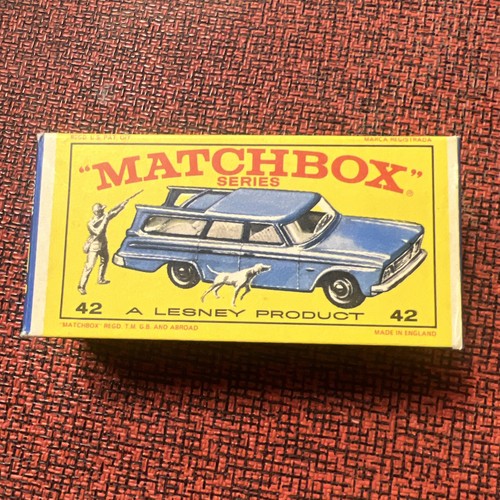 MARCA REGISTRADA
"MATCHBOX"®
SERIES
42 A LESNEY PRODUCT 42
"MATCHBOX" REGD. T.M. G.B. AND ABROAD MADE IN ENGLAND